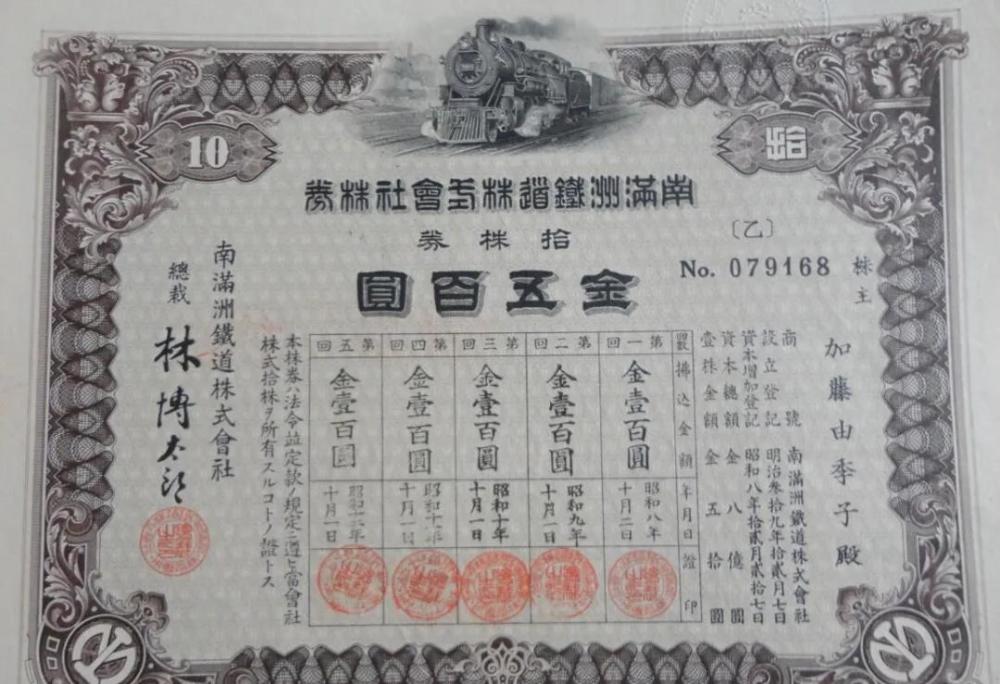 10
拾
南滿洲鐵道株式會社株券
拾株券
金五百圓
〔乙〕
No. 079168
株主
加藤由季子殿
商號 南滿洲鐵道株式會社
設立登記 明治參拾九年拾貳月七日
資本增加登記 昭和八年拾貳月貳拾七日
資本總額 金八億圓
壹株金額 金五拾圓
回數 拂込金額 年月日 證印
第一回 金壹百圓 昭和八年十月二日
第二回 金壹百圓 昭和九年十月一日
第三回 金壹百圓 昭和十年十月一日
第四回 金壹百圓 十月一日
第五回 金壹百圓 昭和十二年十月一日
本株券ハ法令並定款ノ規定ニ遵ヒ當會社
株式拾株ヲ所有スルコトノ證トス
南滿洲鐵道株式會社
總裁
林博太郎